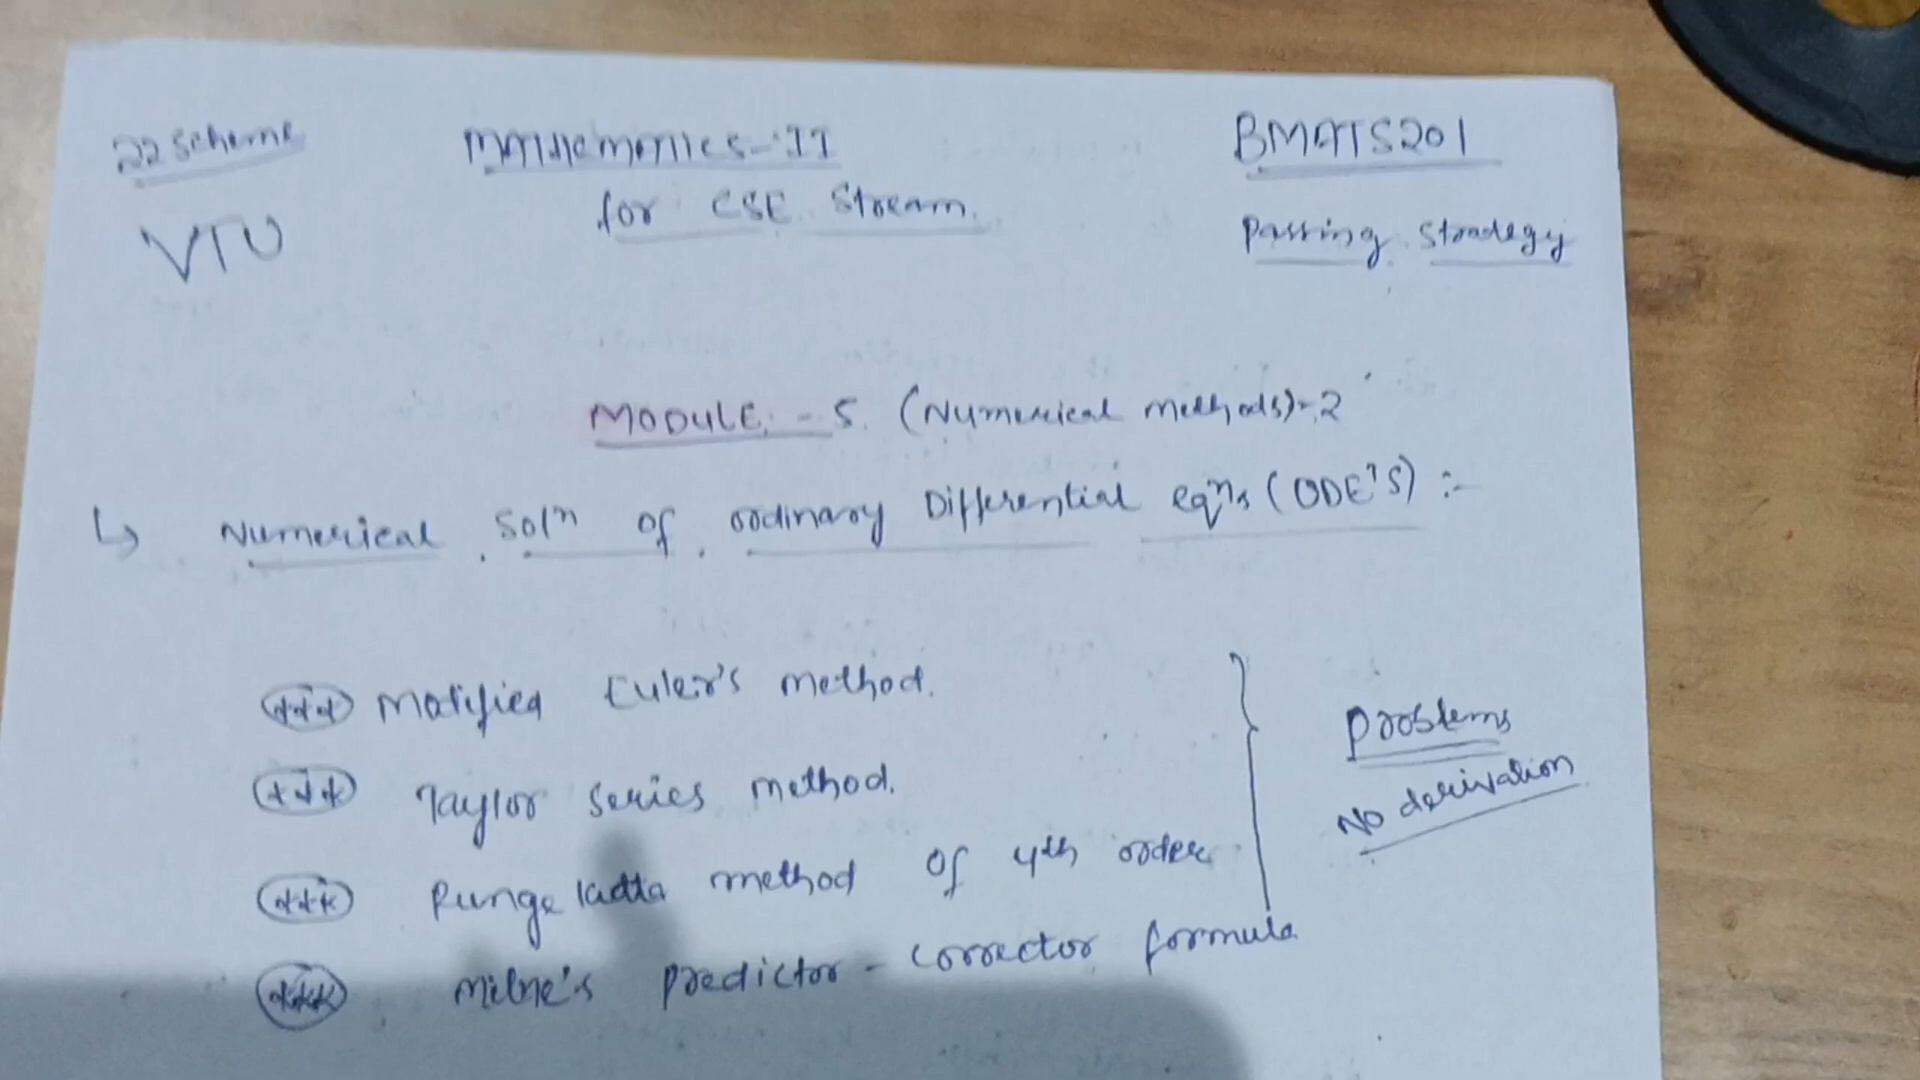 22 scheme
VTU
Mathematics-II
for CSE Stream.
BMATS201
Passing Strategy
MODULE - 5 (Numerical methods)-2
↳ Numerical Solⁿ of ordinary Differential eqⁿs (ODE's) :-
*** Modified Euler's method.
*** Taylor Series method.
*** Runge kutta method of 4th order
*** Milne's predictor - corrector formula
Problems
No derivation